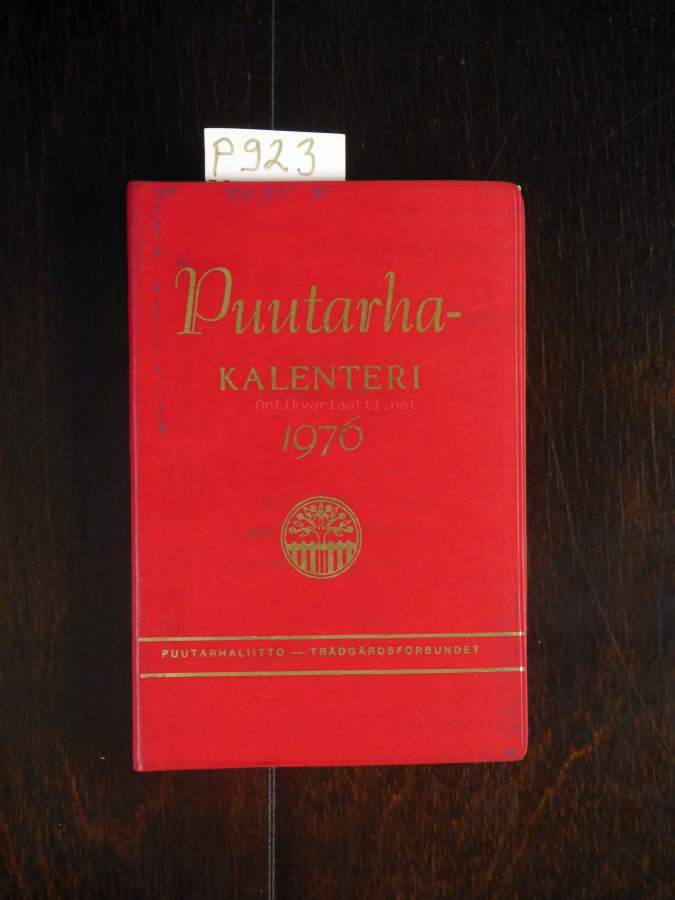 P923
Puutarha-
KALENTERI
Antikvariaatti.net
1976
PUUTARHALIITTO — TRÄDGÅRDSFÖRBUNDET